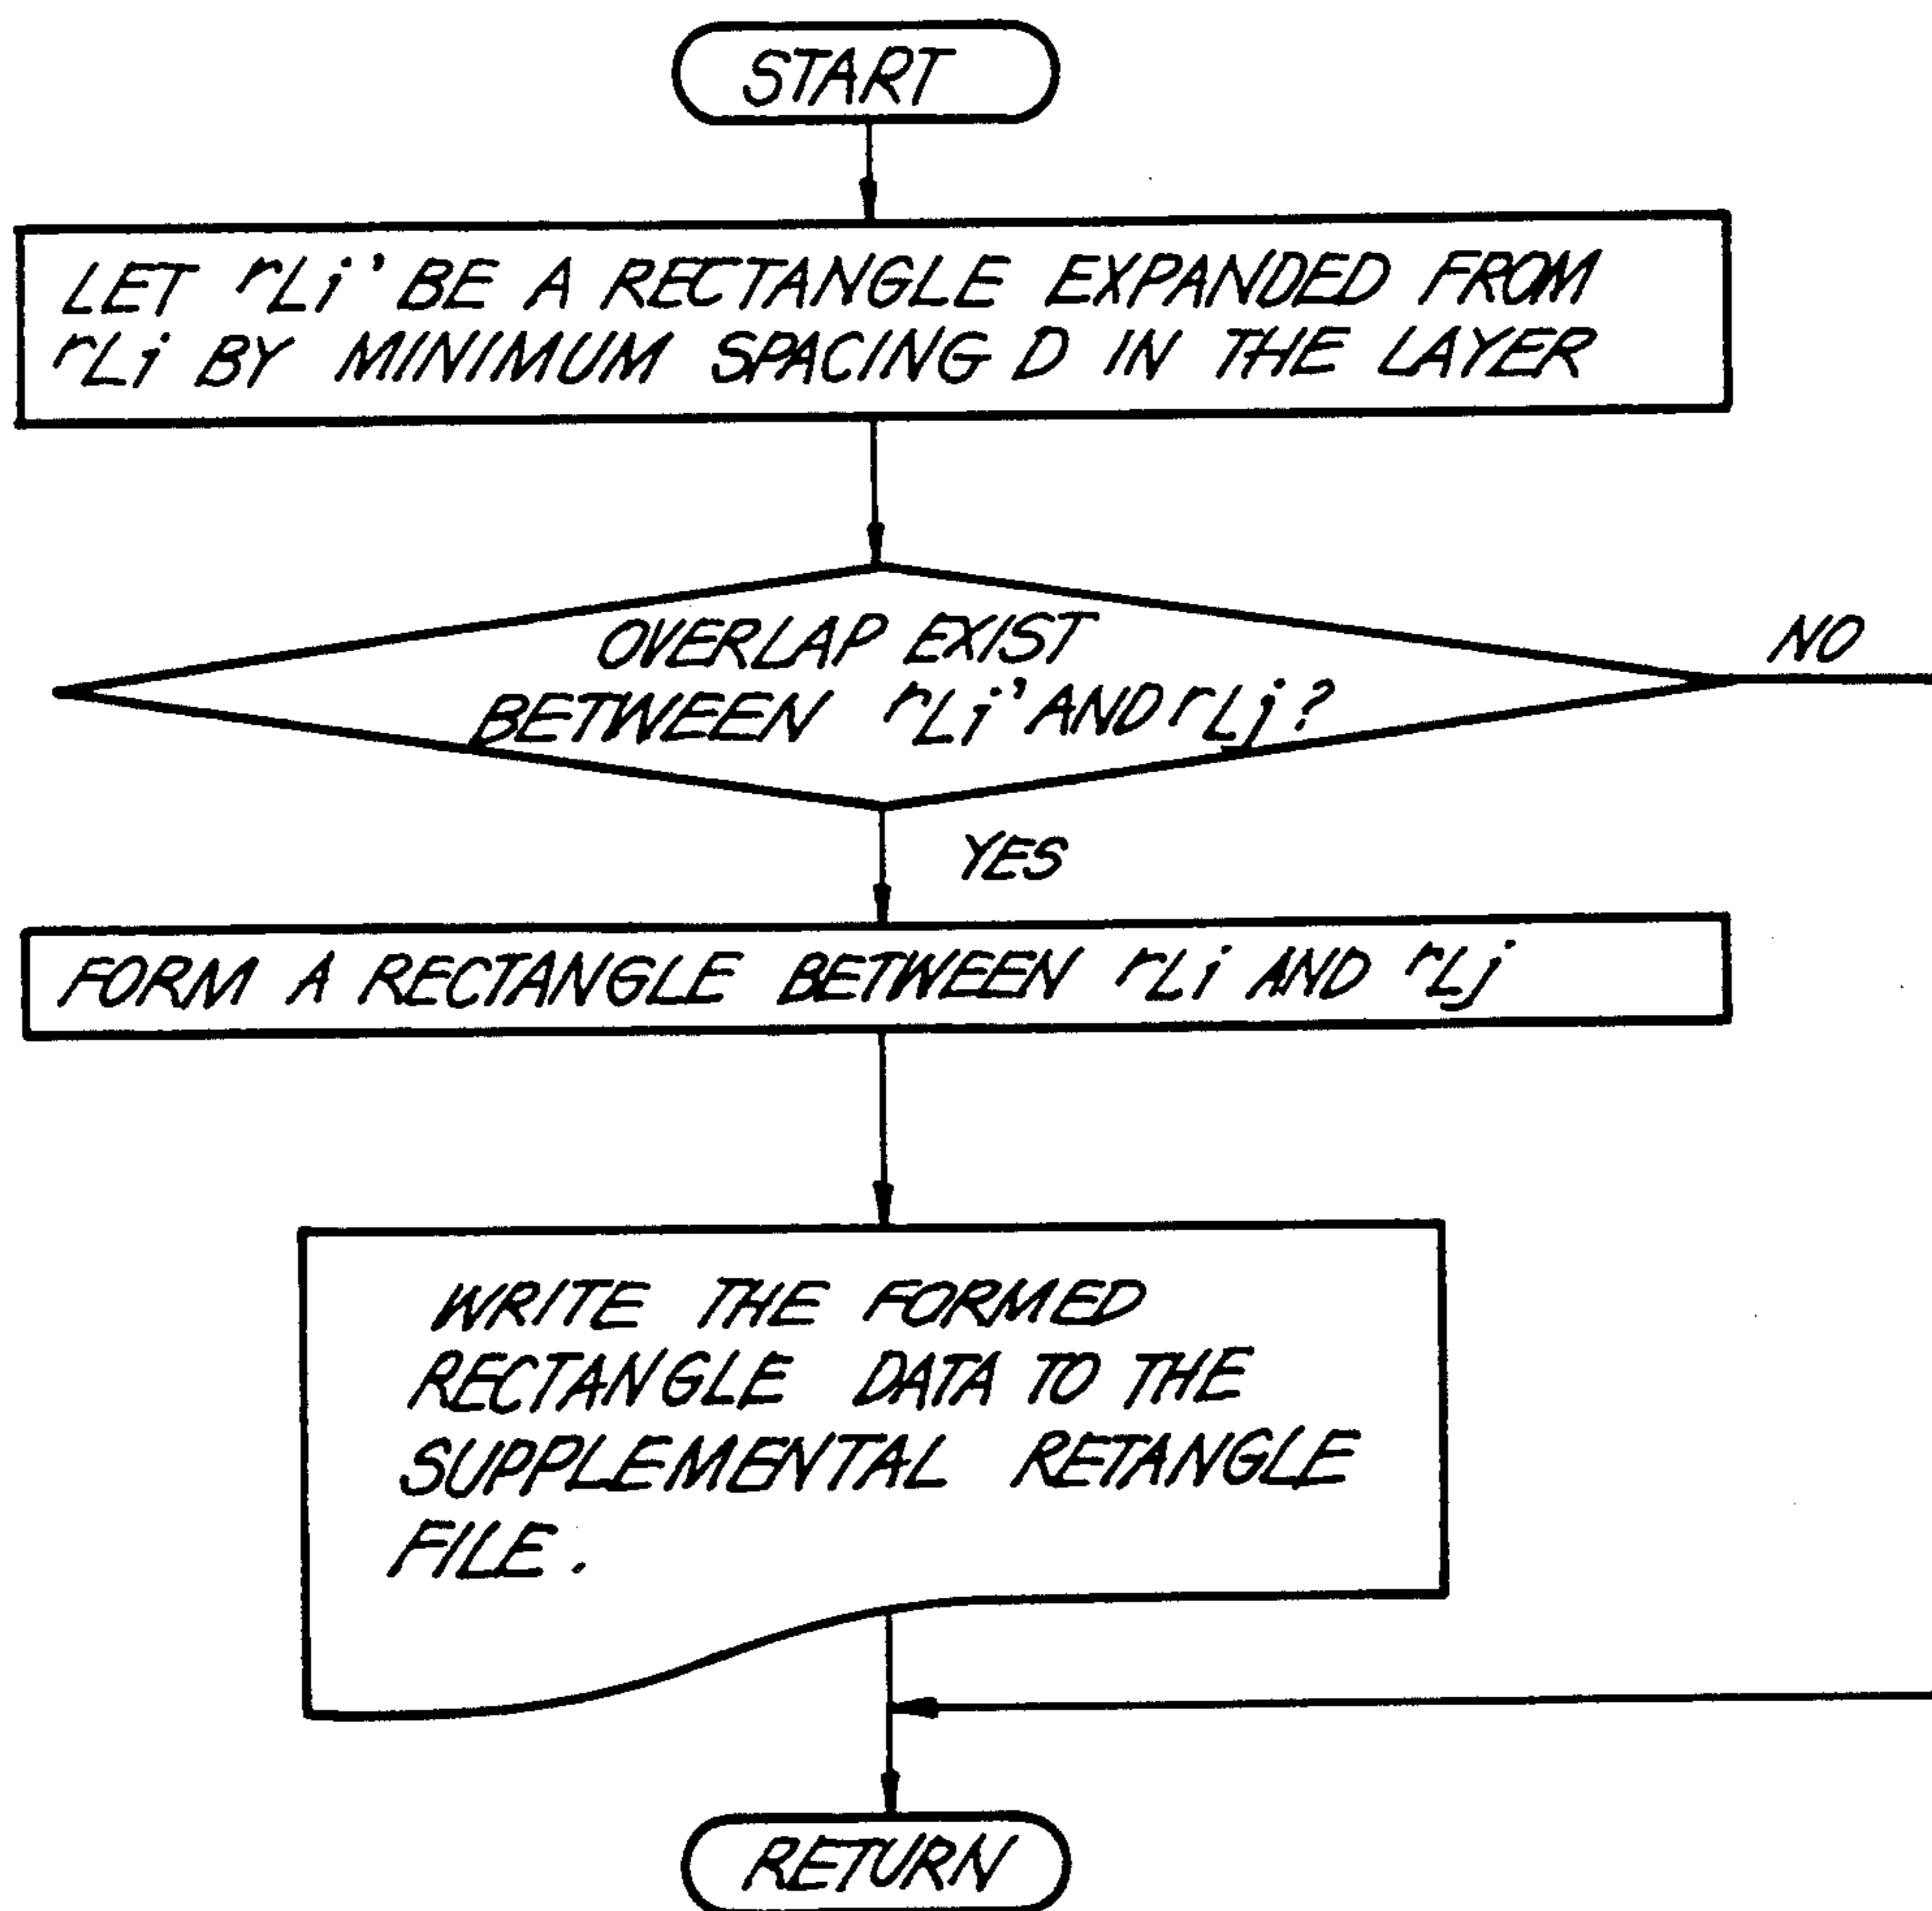 START
LET rLi' BE A RECTANGLE EXPANDED FROM
rLi BY MINIMUM SPACING D IN THE LAYER
OVERLAP EXIST
BETWEEN rLi' AND rLj?
NO
YES
FORM A RECTANGLE BETWEEN rLi AND rLj
WRITE THE FORMED
RECTANGLE DATA TO THE
SUPPLEMENTAL RETANGLE
FILE.
RETURN